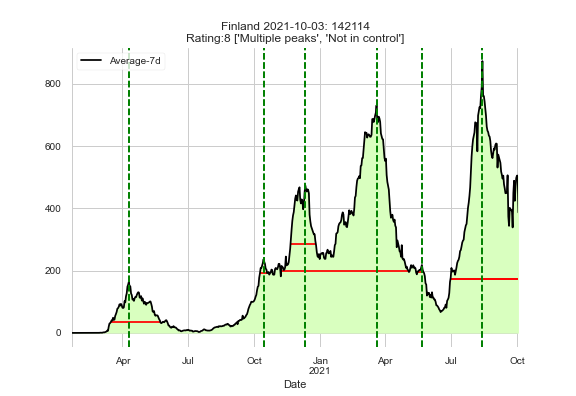 Finland 2021-10-03: 142114
Rating:8 ['Multiple peaks', 'Not in control']
Average-7d
800
600
400
200
0
Apr Jul Oct Jan Apr Jul Oct
2021
Date